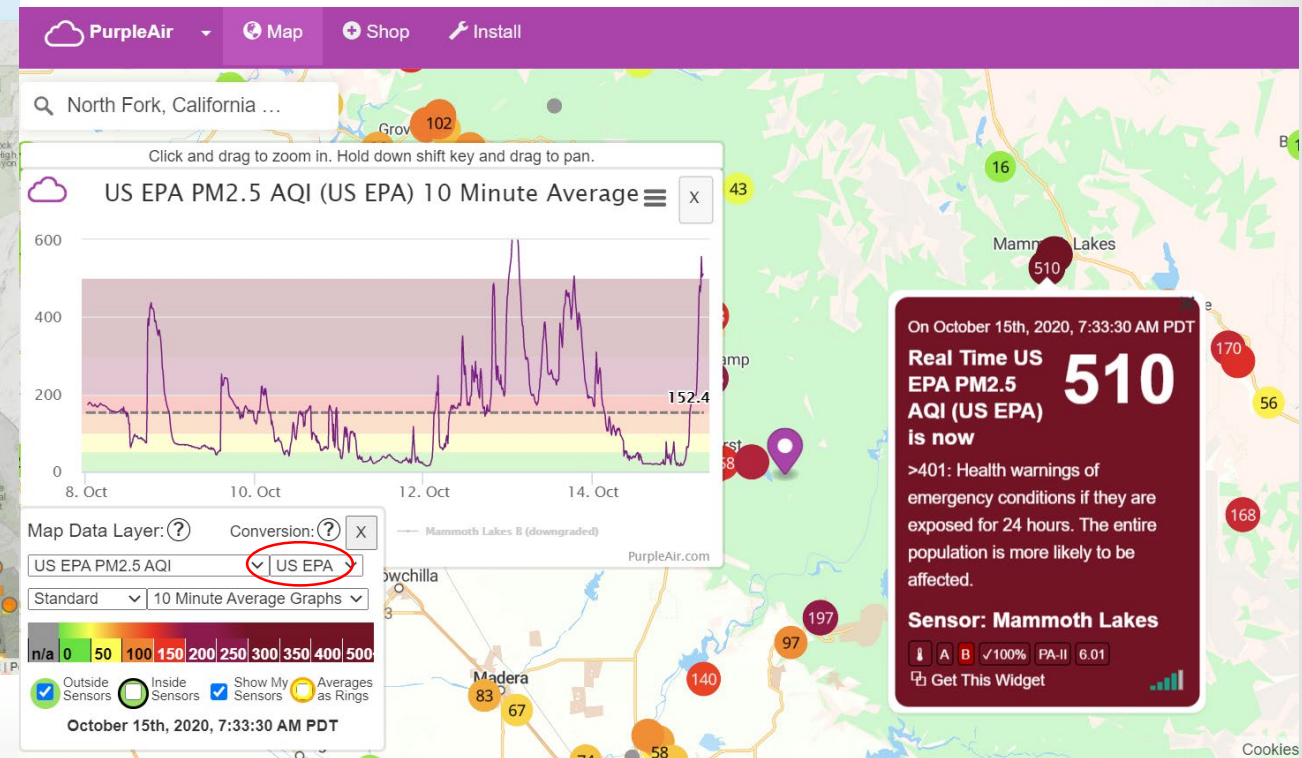 PurpleAir
Map
Shop
Install
North Fork, California …
Grov
102
Click and drag to zoom in. Hold down shift key and drag to pan.
US EPA PM2.5 AQI (US EPA) 10 Minute Average
X
600
400
200
0
152.4
8. Oct
10. Oct
12. Oct
14. Oct
Mammoth Lakes B (downgraded)
PurpleAir.com
43
16
Mamm Lakes
510
On October 15th, 2020, 7:33:30 AM PDT
Real Time US
EPA PM2.5
AQI (US EPA)
is now
510
>401: Health warnings of
emergency conditions if they are
exposed for 24 hours. The entire
population is more likely to be
affected.
Sensor: Mammoth Lakes
A B ✓100% PA-II 6.01
Get This Widget
170
56
168
197
97
140
amp
rst
Map Data Layer: ? Conversion: ? X
US EPA PM2.5 AQI US EPA
Standard 10 Minute Average Graphs
n/a 0 50 100 150 200 250 300 350 400 500+
Outside Sensors
Inside Sensors
Show My Sensors
Averages as Rings
October 15th, 2020, 7:33:30 AM PDT
owchilla
Madera
83
67
58
Cookies